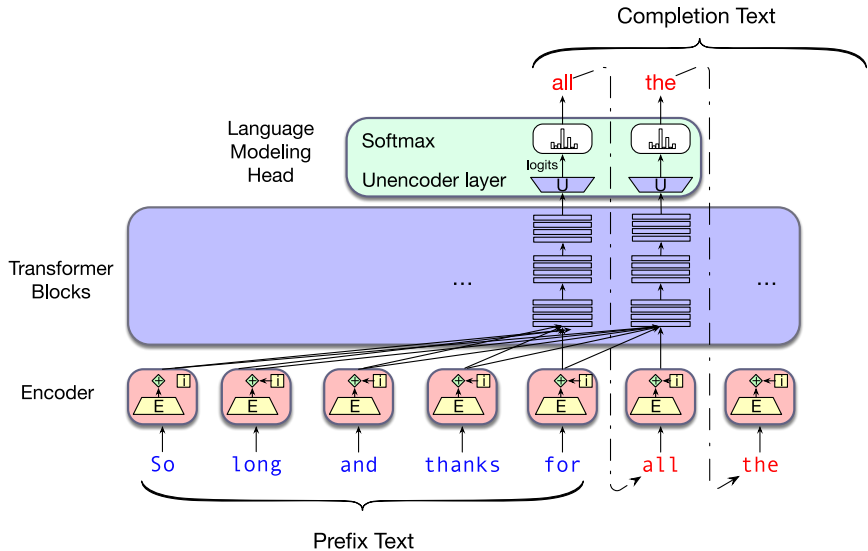 Completion Text
all the
Language
Modeling
Head
Softmax
logits
Unencoder layer
U U
Transformer
Blocks
... ...
Encoder
i i i i i i i
E E E E E E E
So long and thanks for all the
Prefix Text